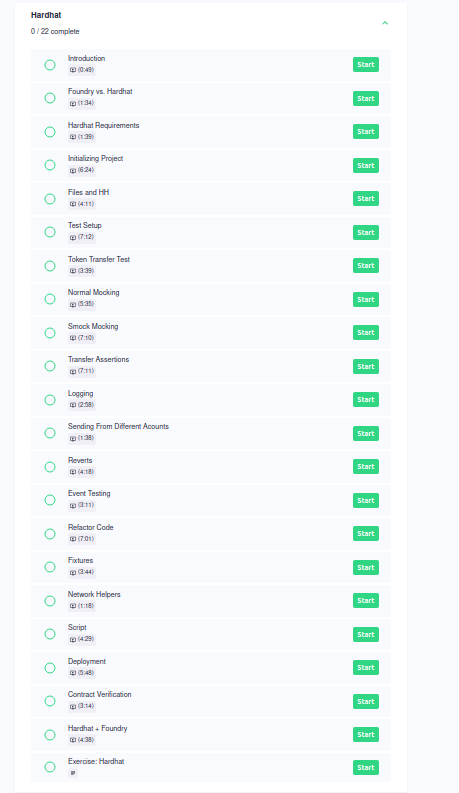 Hardhat
0 / 22 complete
Introduction
(0:49)
Start
Foundry vs. Hardhat
(1:34)
Start
Hardhat Requirements
(1:39)
Start
Initializing Project
(6:24)
Start
Files and HH
(4:11)
Start
Test Setup
(7:12)
Start
Token Transfer Test
(3:39)
Start
Normal Mocking
(5:35)
Start
Smock Mocking
(7:10)
Start
Transfer Assertions
(7:11)
Start
Logging
(2:58)
Start
Sending From Different Acounts
(1:38)
Start
Reverts
(4:18)
Start
Event Testing
(3:11)
Start
Refactor Code
(7:01)
Start
Fixtures
(3:44)
Start
Network Helpers
(1:18)
Start
Script
(4:29)
Start
Deployment
(5:48)
Start
Contract Verification
(3:14)
Start
Hardhat + Foundry
(4:38)
Start
Exercise: Hardhat
Start